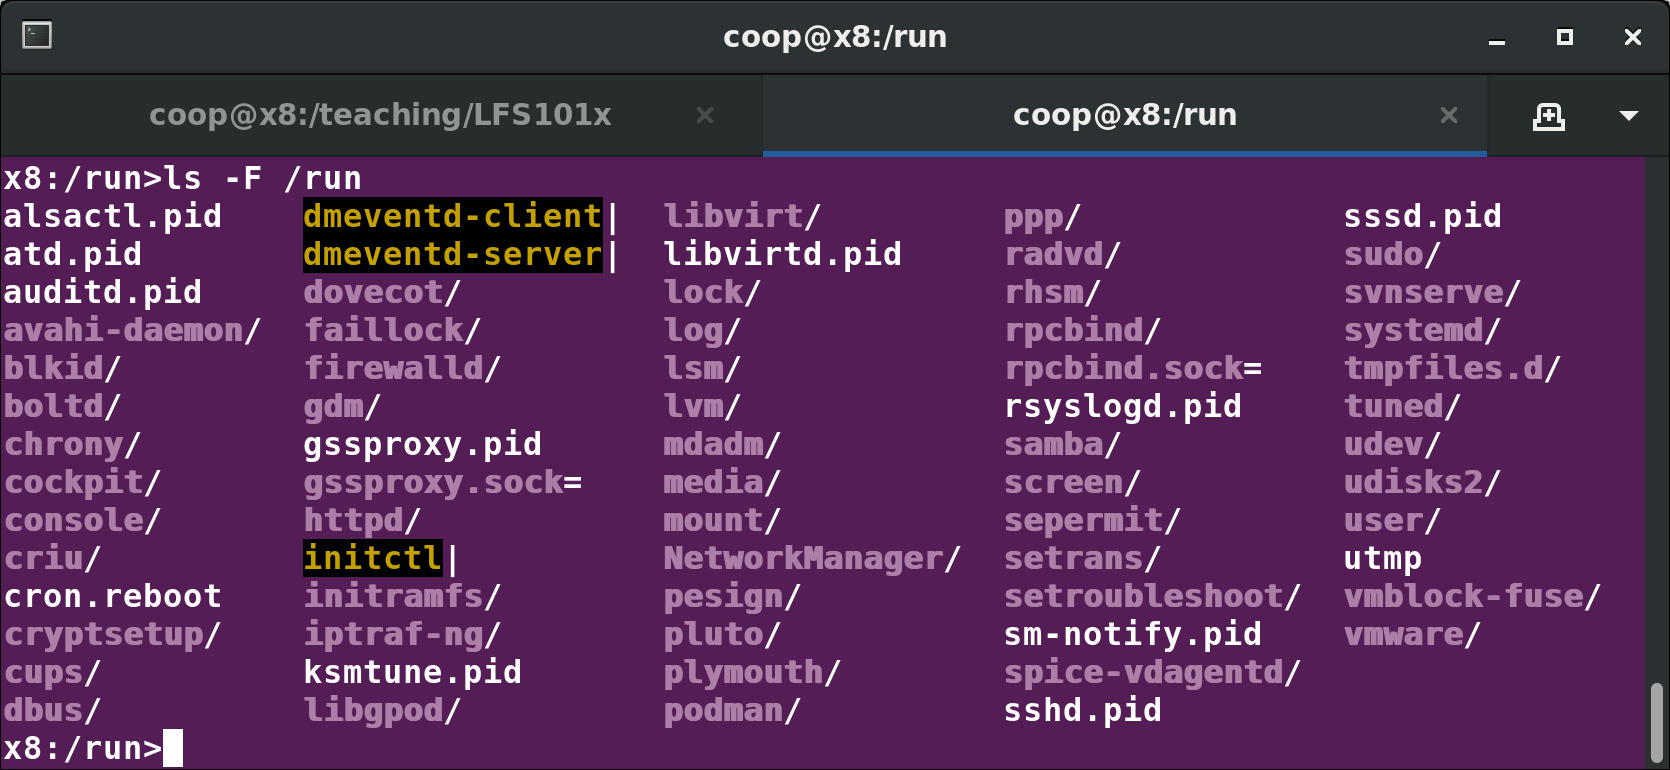 coop@x8:/run
coop@x8:/teaching/LFS101x coop@x8:/run
x8:/run>ls -F /run
alsactl.pid dmeventd-client| libvirt/ ppp/ sssd.pid
atd.pid dmeventd-server| libvirtd.pid radvd/ sudo/
auditd.pid dovecot/ lock/ rhsm/ svnserve/
avahi-daemon/ faillock/ log/ rpcbind/ systemd/
blkid/ firewalld/ lsm/ rpcbind.sock= tmpfiles.d/
boltd/ gdm/ lvm/ rsyslogd.pid tuned/
chrony/ gssproxy.pid mdadm/ samba/ udev/
cockpit/ gssproxy.sock= media/ screen/ udisks2/
console/ httpd/ mount/ sepermit/ user/
criu/ initctl| NetworkManager/ setrans/ utmp
cron.reboot initramfs/ pesign/ setroubleshoot/ vmblock-fuse/
cryptsetup/ iptraf-ng/ pluto/ sm-notify.pid vmware/
cups/ ksmtune.pid plymouth/ spice-vdagentd/
dbus/ libgpod/ podman/ sshd.pid
x8:/run>